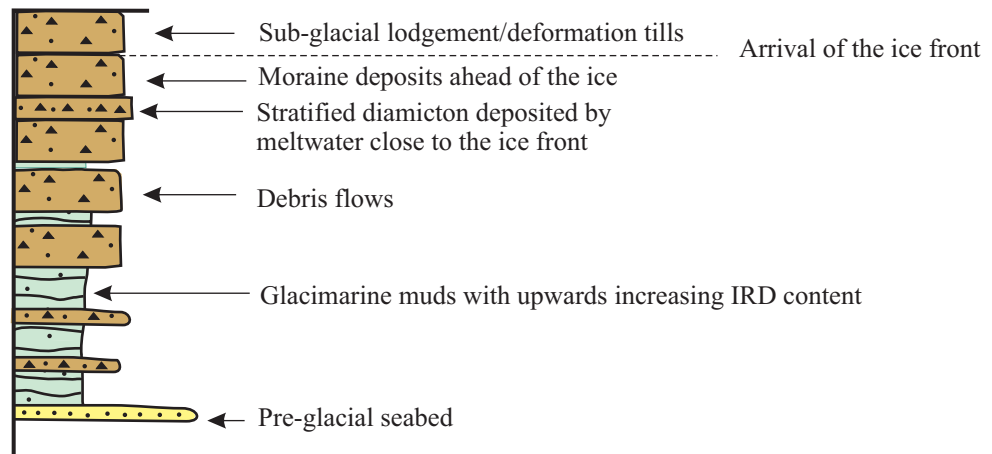 Sub-glacial lodgement/deformation tills
Arrival of the ice front
Moraine deposits ahead of the ice
Stratified diamicton deposited by
meltwater close to the ice front
Debris flows
Glacimarine muds with upwards increasing IRD content
Pre-glacial seabed